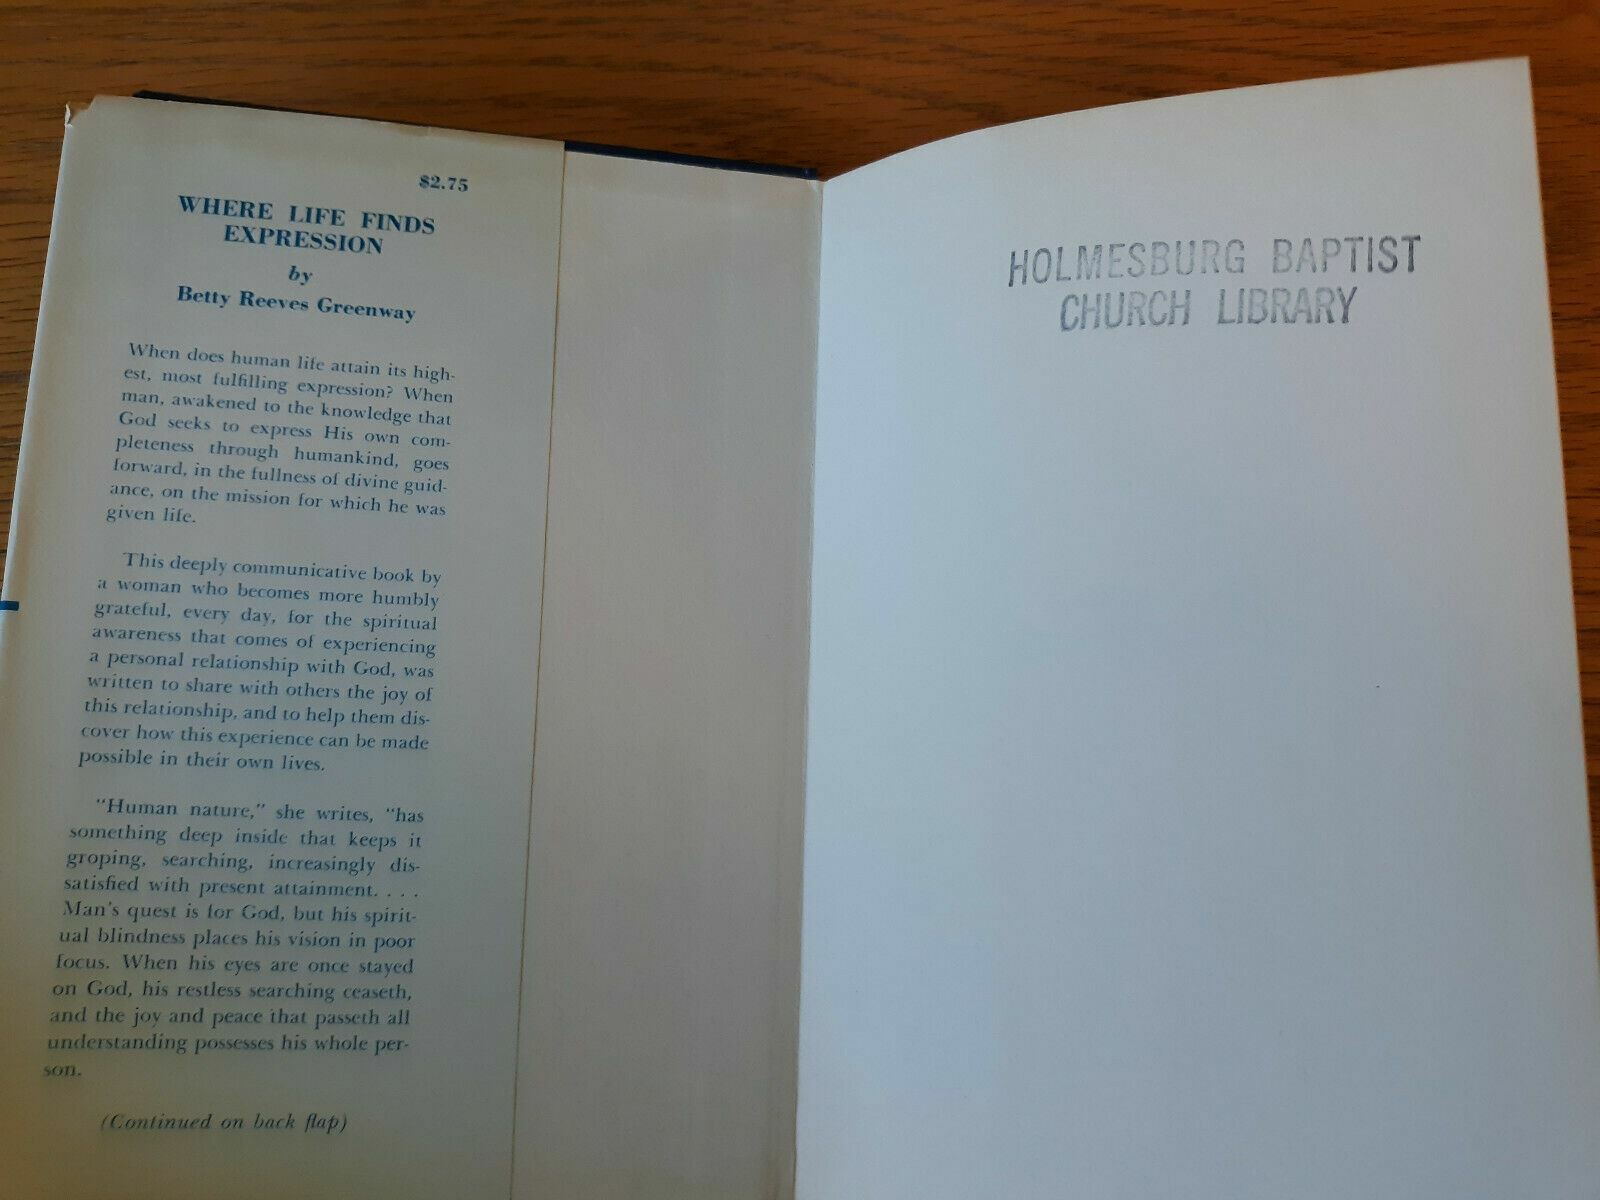 $2.75
WHERE LIFE FINDS
EXPRESSION
by
Betty Reeves Greenway
When does human life attain its high-
est, most fulfilling expression? When
man, awakened to the knowledge that
God seeks to express His own com-
pleteness through humankind, goes
forward, in the fullness of divine guid-
ance, on the mission for which he was
given life.
This deeply communicative book by
a woman who becomes more humbly
grateful, every day, for the spiritual
awareness that comes of experiencing
a personal relationship with God, was
written to share with others the joy of
this relationship, and to help them dis-
cover how this experience can be made
possible in their own lives.
"Human nature," she writes, "has
something deep inside that keeps it
groping, searching, increasingly dis-
satisfied with present attainment. . . .
Man's quest is for God, but his spirit-
ual blindness places his vision in poor
focus. When his eyes are once stayed
on God, his restless searching ceaseth,
and the joy and peace that passeth all
understanding possesses his whole per-
son.
(Continued on back flap)
HOLMESBURG BAPTIST
CHURCH LIBRARY